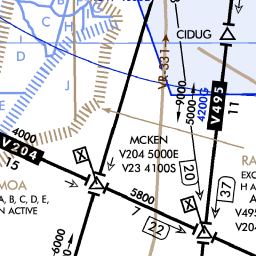 CIDUG
I
J
D
E
C
VR-331
9000
5000
4200G
V495
11
4000
V204
15
MCKEN
V204 5000E
V23 4100S
RA
EXC
H A
V495
V204
20
37
X
MOA
A, B, C, D, E,
N ACTIVE
5800
7
22
X
6000